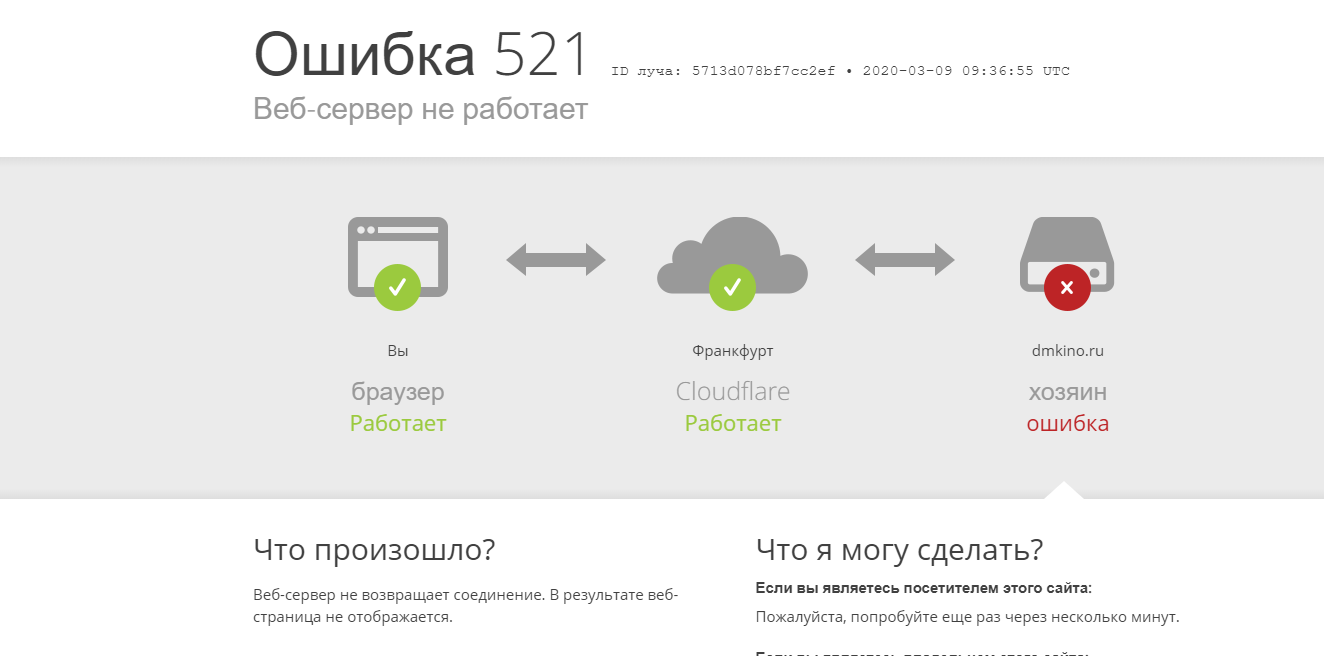 Ошибка 521 ID луча: 5713d078bf7cc2ef • 2020-03-09 09:36:55 UTC
Веб-сервер не работает
Вы
браузер
Работает
Франкфурт
Cloudflare
Работает
dmkino.ru
хозяин
ошибка
Что произошло?
Веб-сервер не возвращает соединение. В результате веб-
страница не отображается.
Что я могу сделать?
Если вы являетесь посетителем этого сайта:
Пожалуйста, попробуйте еще раз через несколько минут.